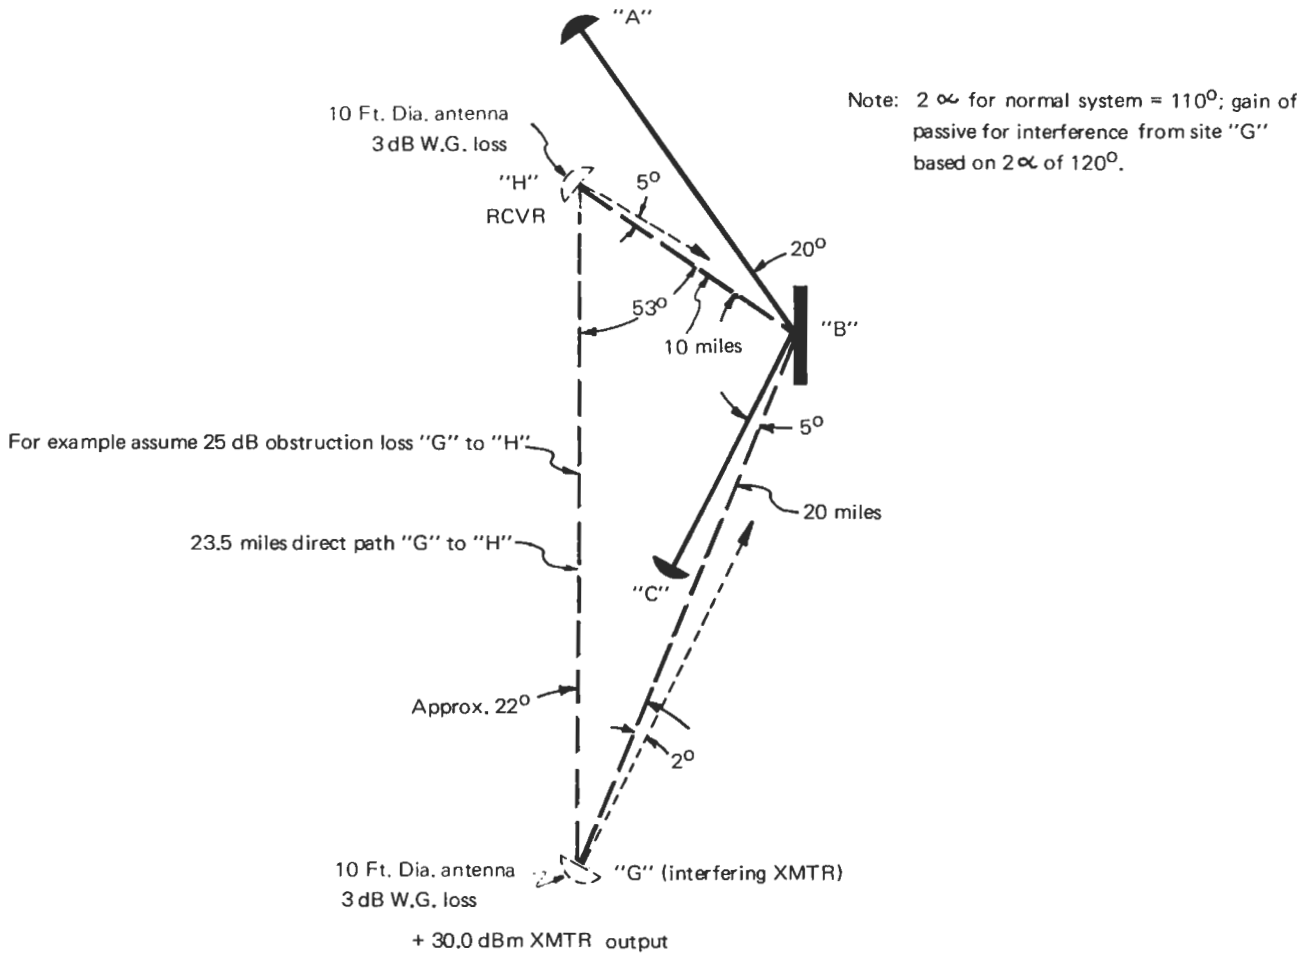 "A"
Note: 2 ∝ for normal system = 110°; gain of
passive for interference from site "G"
based on 2∝ of 120°.
10 Ft. Dia. antenna
3 dB W.G. loss
"H"
RCVR
5°
20°
53°
"B"
10 miles
5°
For example assume 25 dB obstruction loss "G" to "H"
20 miles
23.5 miles direct path "G" to "H"
"C"
Approx. 22°
2°
10 Ft. Dia. antenna
3 dB W.G. loss
"G" (interfering XMTR)
+ 30.0 dBm XMTR output